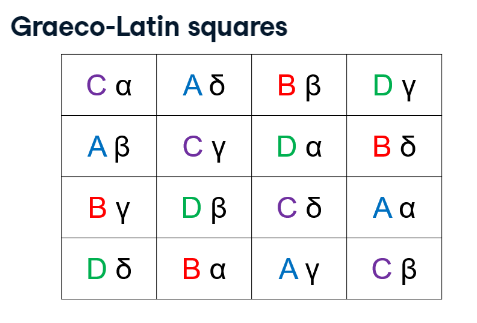 Graeco-Latin squares
C α A δ B β D γ
A β C γ D α B δ
B γ D β C δ A α
D δ B α A γ C β